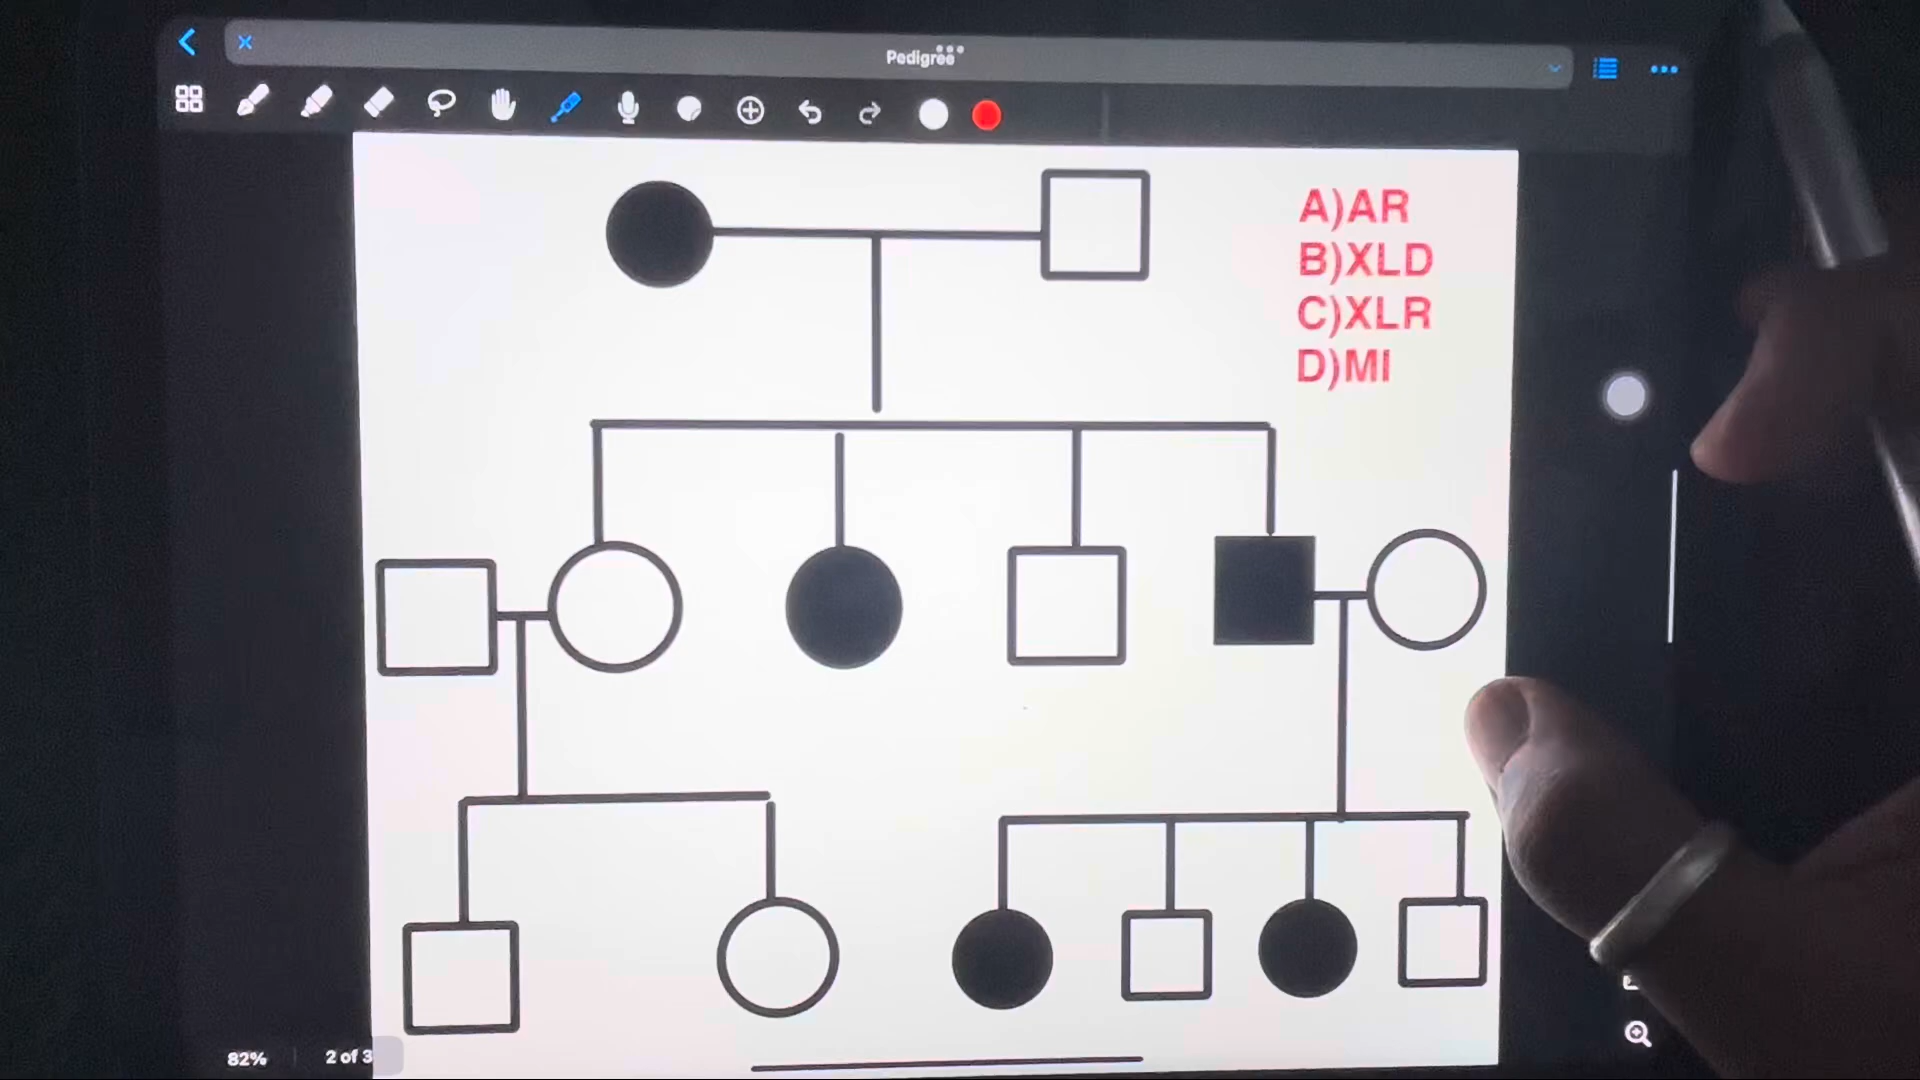 Pedigree
A)AR
B)XLD
C)XLR
D)MI
82%
2 of 3